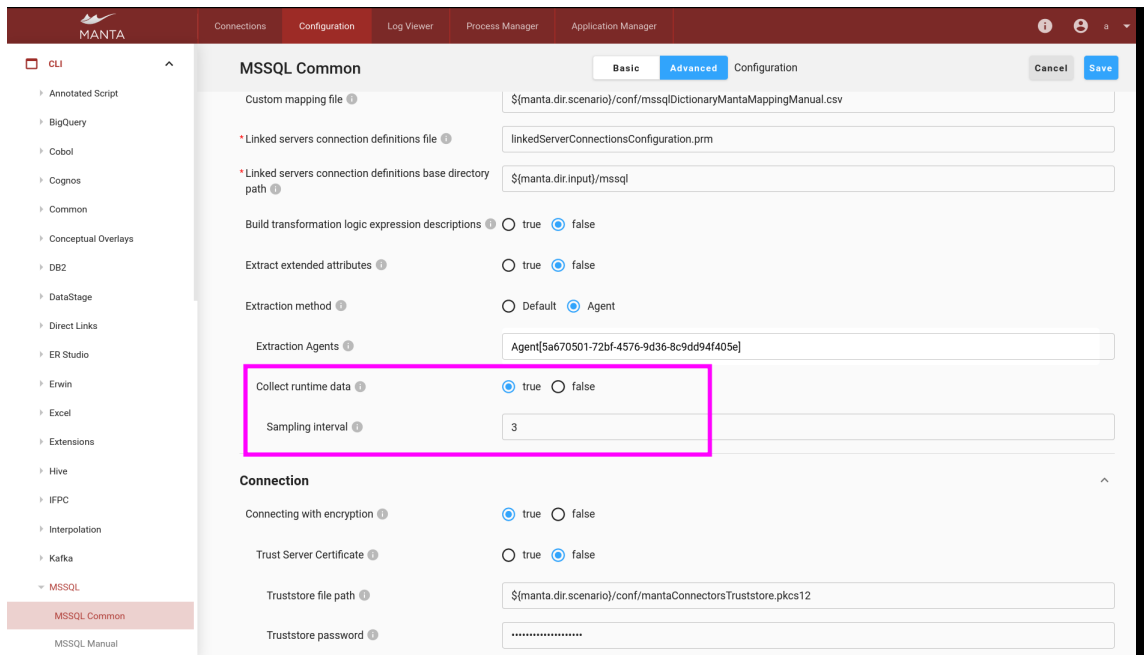 MANTA
Connections Configuration Log Viewer Process Manager Application Manager a
CLI
Annotated Script
BigQuery
Cobol
Cognos
Common
Conceptual Overlays
DB2
DataStage
Direct Links
ER Studio
Erwin
Excel
Extensions
Hive
IFPC
Interpolation
Kafka
MSSQL
MSSQL Common
MSSQL Manual
MSSQL Common Basic Advanced Configuration Cancel Save
Custom mapping file ${manta.dir.scenario}/conf/mssqlDictionaryMantaMappingManual.csv
* Linked servers connection definitions file linkedServerConnectionsConfiguration.prm
* Linked servers connection definitions base directory
path ${manta.dir.input}/mssql
Build transformation logic expression descriptions true false
Extract extended attributes true false
Extraction method Default Agent
Extraction Agents Agent[5a670501-72bf-4576-9d36-8c9dd94f405e]
Collect runtime data true false
Sampling interval 3
Connection
Connecting with encryption true false
Trust Server Certificate true false
Truststore file path ${manta.dir.scenario}/conf/mantaConnectorsTruststore.pkcs12
Truststore password ••••••••••••••••••••